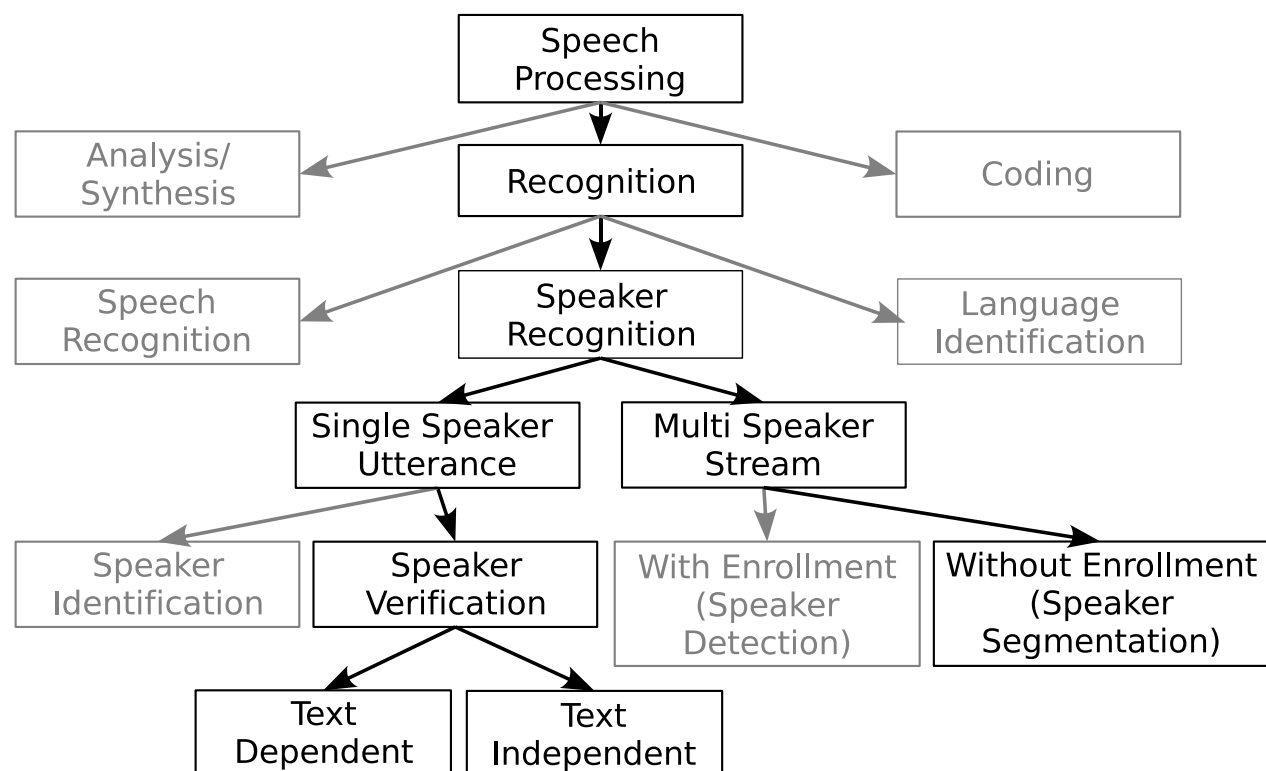 Speech
Processing
Analysis/
Synthesis
Recognition
Coding
Speech
Recognition
Speaker
Recognition
Language
Identification
Single Speaker
Utterance
Multi Speaker
Stream
Speaker
Identification
Speaker
Verification
With Enrollment
(Speaker
Detection)
Without Enrollment
(Speaker
Segmentation)
Text
Dependent
Text
Independent